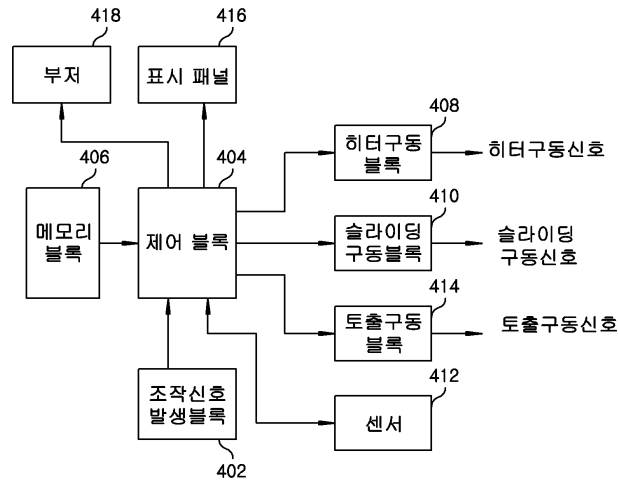 418
416
부저
표시 패널
408
히터구동
블록
히터구동신호
406
404
메모리
블록
제어 블록
410
슬라이딩
구동블록
슬라이딩
구동신호
414
토출구동
블록
토출구동신호
조작신호
발생블록
402
412
센서